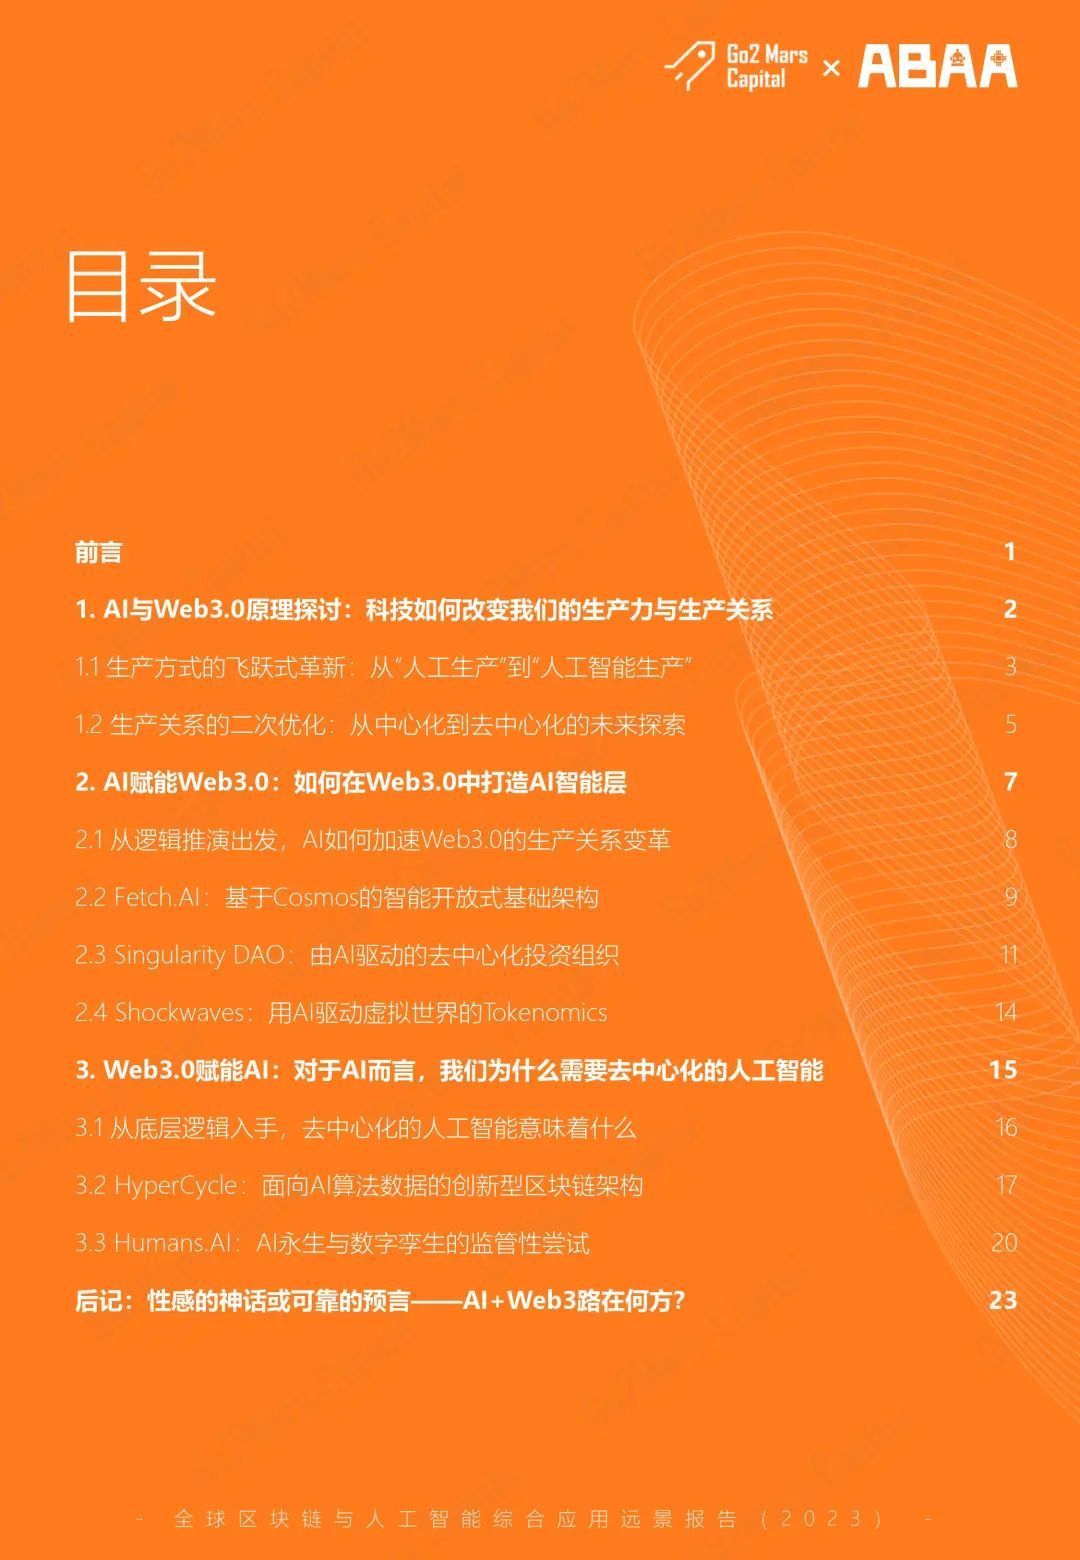 Go2 Mars
Capital
×
ABAA
目录
前言 1
1. AI与Web3.0原理探讨：科技如何改变我们的生产力与生产关系 2
1.1 生产方式的飞跃式革新：从“人工生产”到“人工智能生产” 3
1.2 生产关系的二次优化：从中心化到去中心化的未来探索 5
2. AI赋能Web3.0：如何在Web3.0中打造AI智能层 7
2.1 从逻辑推演出发，AI如何加速Web3.0的生产关系变革 8
2.2 Fetch.AI：基于Cosmos的智能开放式基础架构 9
2.3 Singularity DAO：由AI驱动的去中心化投资组织 11
2.4 Shockwaves：用AI驱动虚拟世界的Tokenomics 14
3. Web3.0赋能AI：对于AI而言，我们为什么需要去中心化的人工智能 15
3.1 从底层逻辑入手，去中心化的人工智能意味着什么 16
3.2 HyperCycle：面向AI算法数据的创新型区块链架构 17
3.3 Humans.AI：AI永生与数字孪生的监管性尝试 20
后记：性感的神话或可靠的预言——AI+Web3路在何方？ 23
- 全球区块链与人工智能综合应用远景报告（2023） -